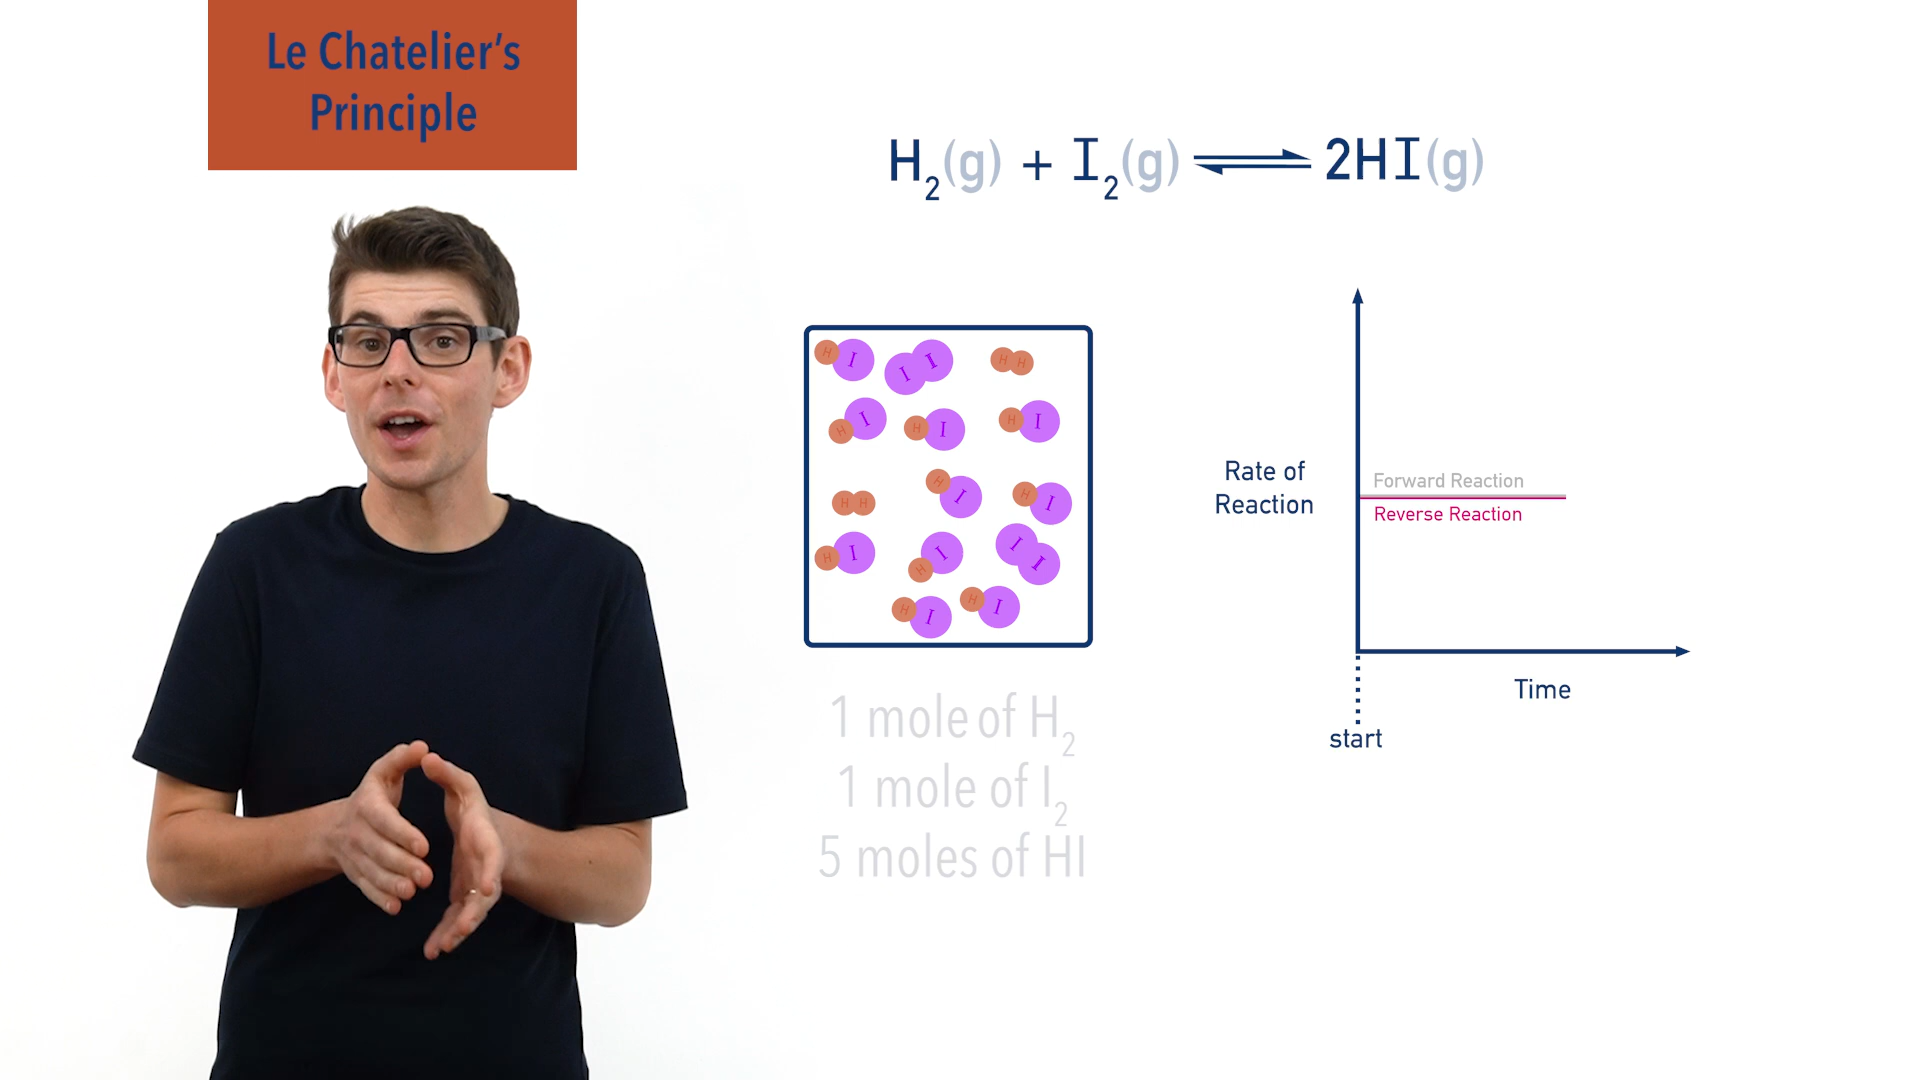 Le Chatelier's
Principle
H₂(g) + I₂(g) ⇌ 2HI(g)
H I I I H H
H I H I H I
H H H I H I
H I H I I I
H I H I
1 mole of H₂
1 mole of I₂
5 moles of HI
Rate of
Reaction
Forward Reaction
Reverse Reaction
Time
start